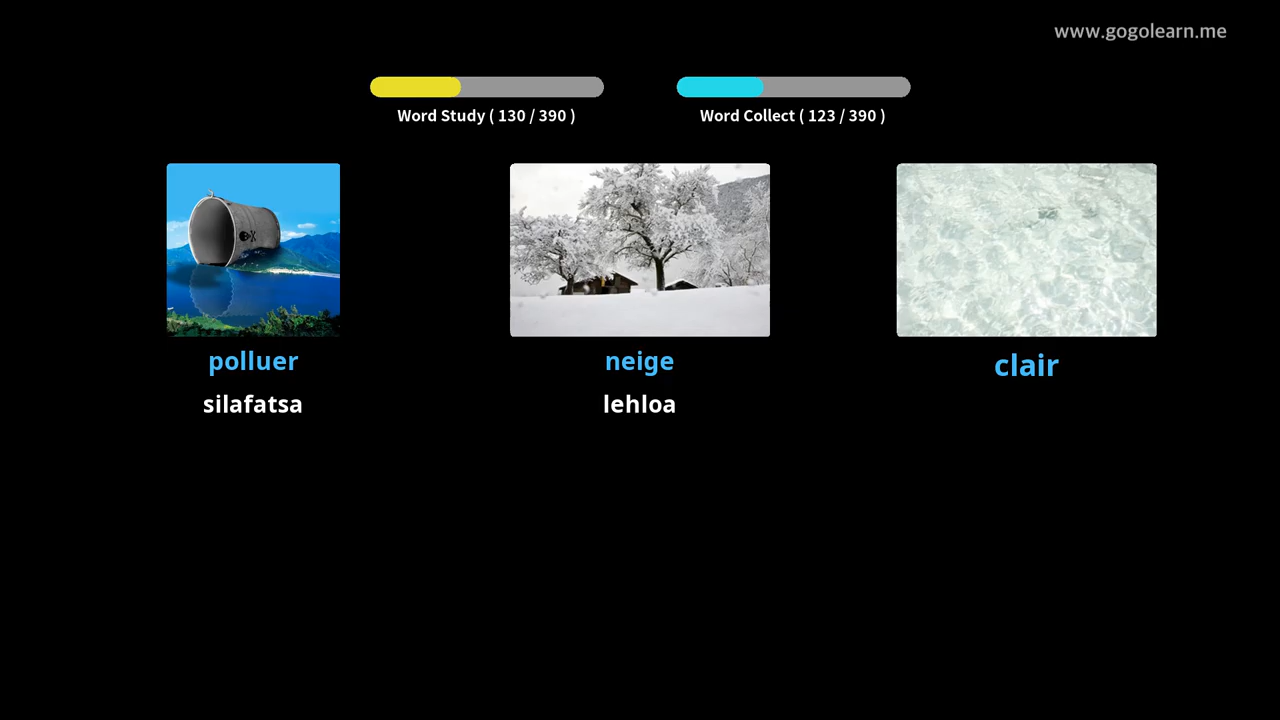 www.gogolearn.me
Word Study ( 130 / 390 )
Word Collect ( 123 / 390 )
polluer
neige
clair
silafatsa
lehloa